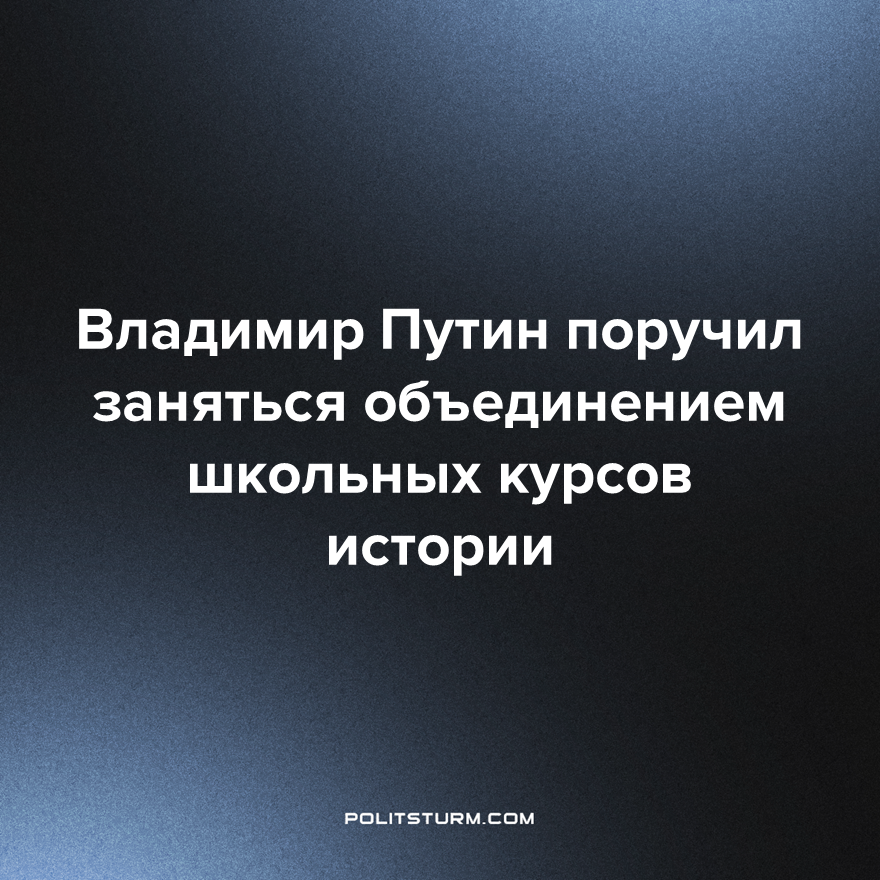 Владимир Путин поручил
заняться объединением
школьных курсов
истории
POLITSTURM.COM